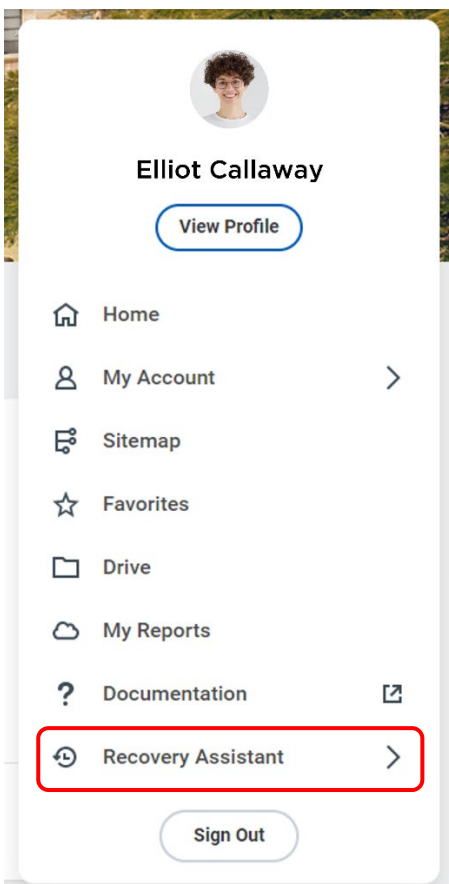 Elliot Callaway
View Profile
Home
My Account
Sitemap
Favorites
Drive
My Reports
Documentation
Recovery Assistant
Sign Out